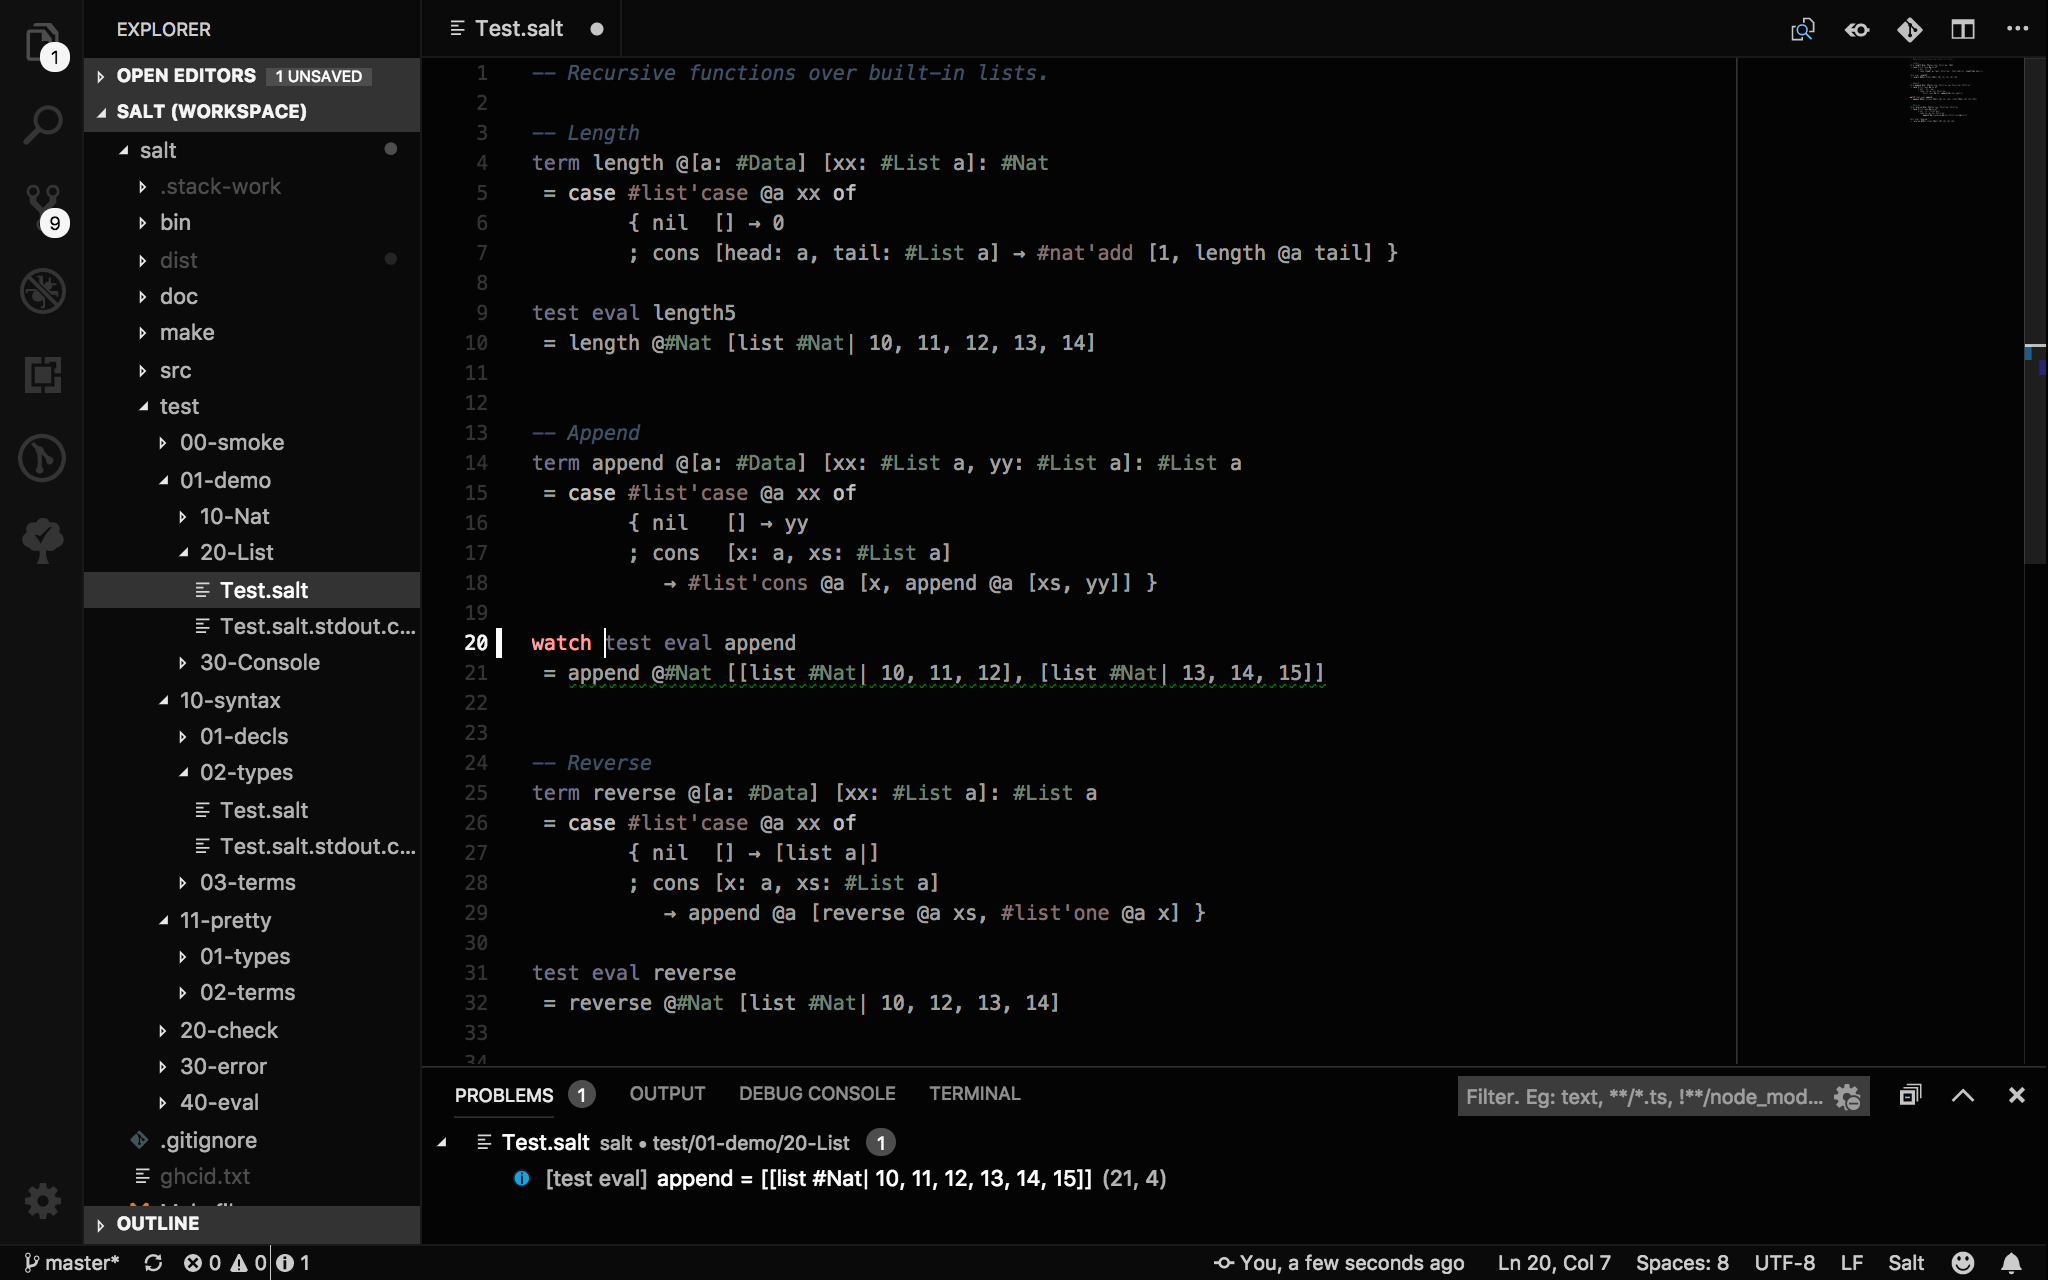 EXPLORER
OPEN EDITORS 1 UNSAVED
SALT (WORKSPACE)
salt
.stack-work
bin
dist
doc
make
src
test
00-smoke
01-demo
10-Nat
20-List
Test.salt
Test.salt.stdout.c...
30-Console
10-syntax
01-decls
02-types
Test.salt
Test.salt.stdout.c...
03-terms
11-pretty
01-types
02-terms
20-check
30-error
40-eval
.gitignore
ghcid.txt
OUTLINE
1
9
Test.salt
1 -- Recursive functions over built-in lists.
2
3 -- Length
4 term length @[a: #Data] [xx: #List a]: #Nat
5 = case #list'case @a xx of
6 { nil [] → 0
7 ; cons [head: a, tail: #List a] → #nat'add [1, length @a tail] }
8
9 test eval length5
10 = length @#Nat [list #Nat| 10, 11, 12, 13, 14]
11
12
13 -- Append
14 term append @[a: #Data] [xx: #List a, yy: #List a]: #List a
15 = case #list'case @a xx of
16 { nil [] → yy
17 ; cons [x: a, xs: #List a]
18 → #list'cons @a [x, append @a [xs, yy]] }
19
20 watch test eval append
21 = append @#Nat [[list #Nat| 10, 11, 12], [list #Nat| 13, 14, 15]]
22
23
24 -- Reverse
25 term reverse @[a: #Data] [xx: #List a]: #List a
26 = case #list'case @a xx of
27 { nil [] → [list a|]
28 ; cons [x: a, xs: #List a]
29 → append @a [reverse @a xs, #list'one @a x] }
30
31 test eval reverse
32 = reverse @#Nat [list #Nat| 10, 12, 13, 14]
33
34
PROBLEMS 1 OUTPUT DEBUG CONSOLE TERMINAL Filter. Eg: text, **/*.ts, !**/node_mod...
Test.salt salt • test/01-demo/20-List 1
[test eval] append = [[list #Nat| 10, 11, 12, 13, 14, 15]] (21, 4)
master* 0 0 1 You, a few seconds ago Ln 20, Col 7 Spaces: 8 UTF-8 LF Salt